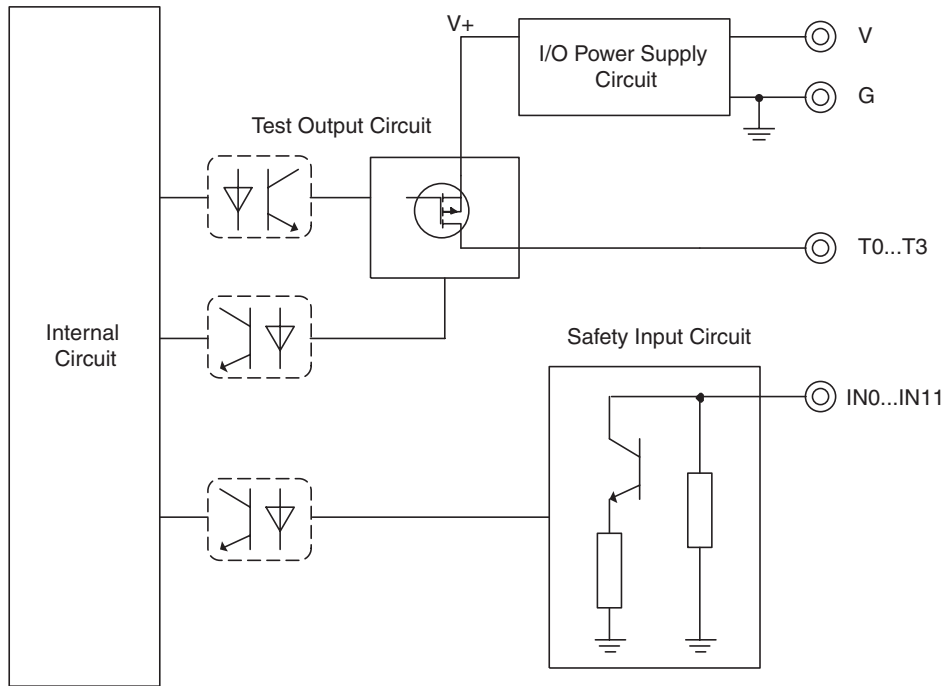 V+
I/O Power Supply
Circuit
V
G
Test Output Circuit
T0...T3
Internal
Circuit
Safety Input Circuit
IN0...IN11